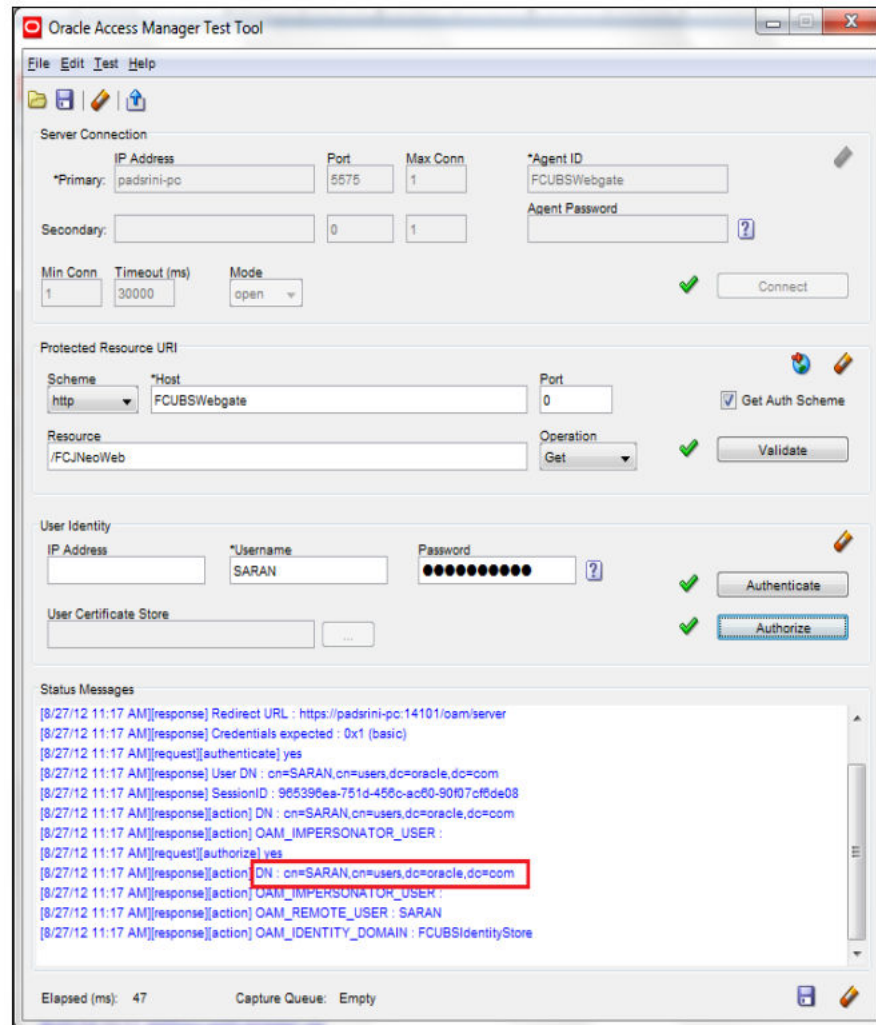 Oracle Access Manager Test Tool
File Edit Test Help
Server Connection
IP Address Port Max Conn *Agent ID
*Primary: padsrini-pc 5575 1 FCUBSWebgate
Agent Password
Secondary: 0 1 ?
Min Conn Timeout (ms) Mode
1 30000 open Connect
Protected Resource URI
Scheme *Host Port
http FCUBSWebgate 0 Get Auth Scheme
Resource Operation
/FCJNeoWeb Get Validate
User Identity
IP Address *Username Password
SARAN ●●●●●●●●●● ?
Authenticate
User Certificate Store
... Authorize
Status Messages
[8/27/12 11:17 AM][response] Redirect URL : https://padsrini-pc:14101/oam/server
[8/27/12 11:17 AM][response] Credentials expected : 0x1 (basic)
[8/27/12 11:17 AM][request][authenticate] yes
[8/27/12 11:17 AM][response] User DN : cn=SARAN,cn=users,dc=oracle,dc=com
[8/27/12 11:17 AM][response] SessionID : 965396ea-751d-456c-ac60-90f07cf6de08
[8/27/12 11:17 AM][response][action] DN : cn=SARAN,cn=users,dc=oracle,dc=com
[8/27/12 11:17 AM][response][action] OAM_IMPERSONATOR_USER :
[8/27/12 11:17 AM][request][authorize] yes
[8/27/12 11:17 AM][response][action] DN : cn=SARAN,cn=users,dc=oracle,dc=com
[8/27/12 11:17 AM][response][action] OAM_IMPERSONATOR_USER :
[8/27/12 11:17 AM][response][action] OAM_REMOTE_USER : SARAN
[8/27/12 11:17 AM][response][action] OAM_IDENTITY_DOMAIN : FCUBSIdentityStore
Elapsed (ms): 47 Capture Queue: Empty